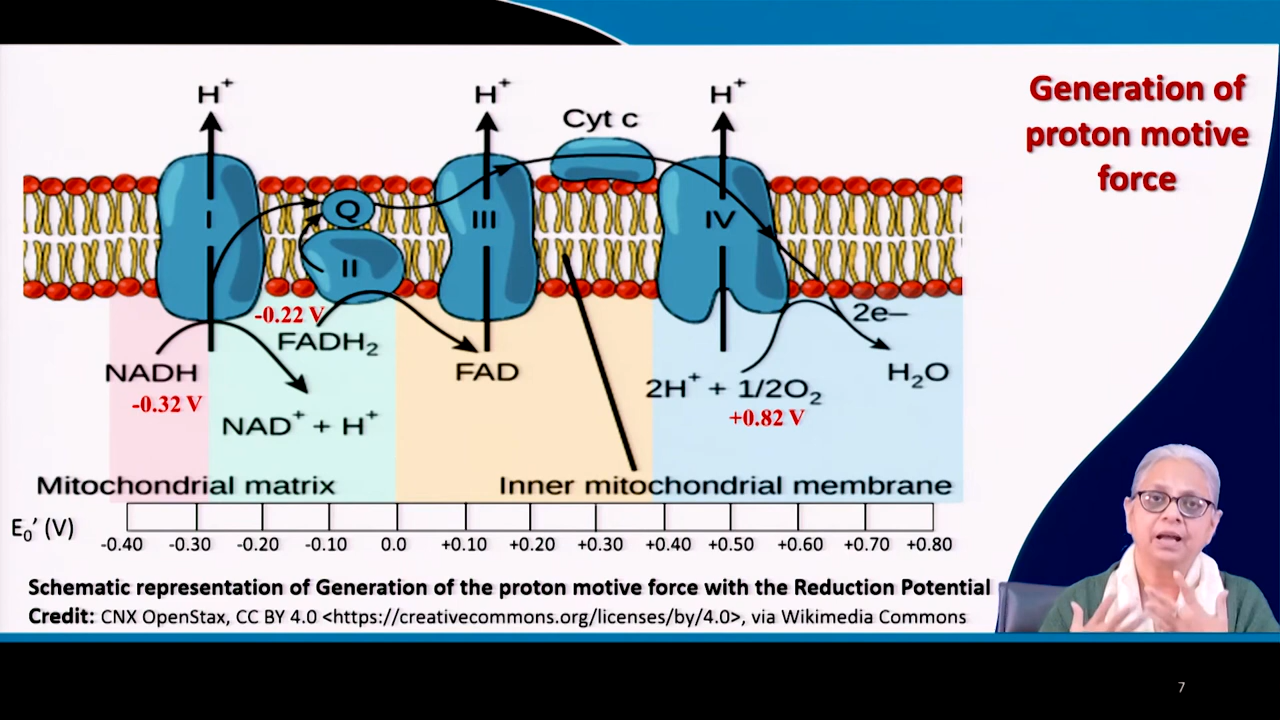 Generation of
proton motive
force
H⁺ H⁺ H⁺
Cyt c
I Q III IV
II
-0.22 V
2e–
FADH₂
NADH FAD H₂O
2H⁺ + 1/2O₂
-0.32 V
+0.82 V
NAD⁺ + H⁺
Mitochondrial matrix Inner mitochondrial membrane
E₀’ (V)
-0.40 -0.30 -0.20 -0.10 0.0 +0.10 +0.20 +0.30 +0.40 +0.50 +0.60 +0.70 +0.80
Schematic representation of Generation of the proton motive force with the Reduction Potential
Credit: CNX OpenStax, CC BY 4.0 <https://creativecommons.org/licenses/by/4.0>, via Wikimedia Commons
7